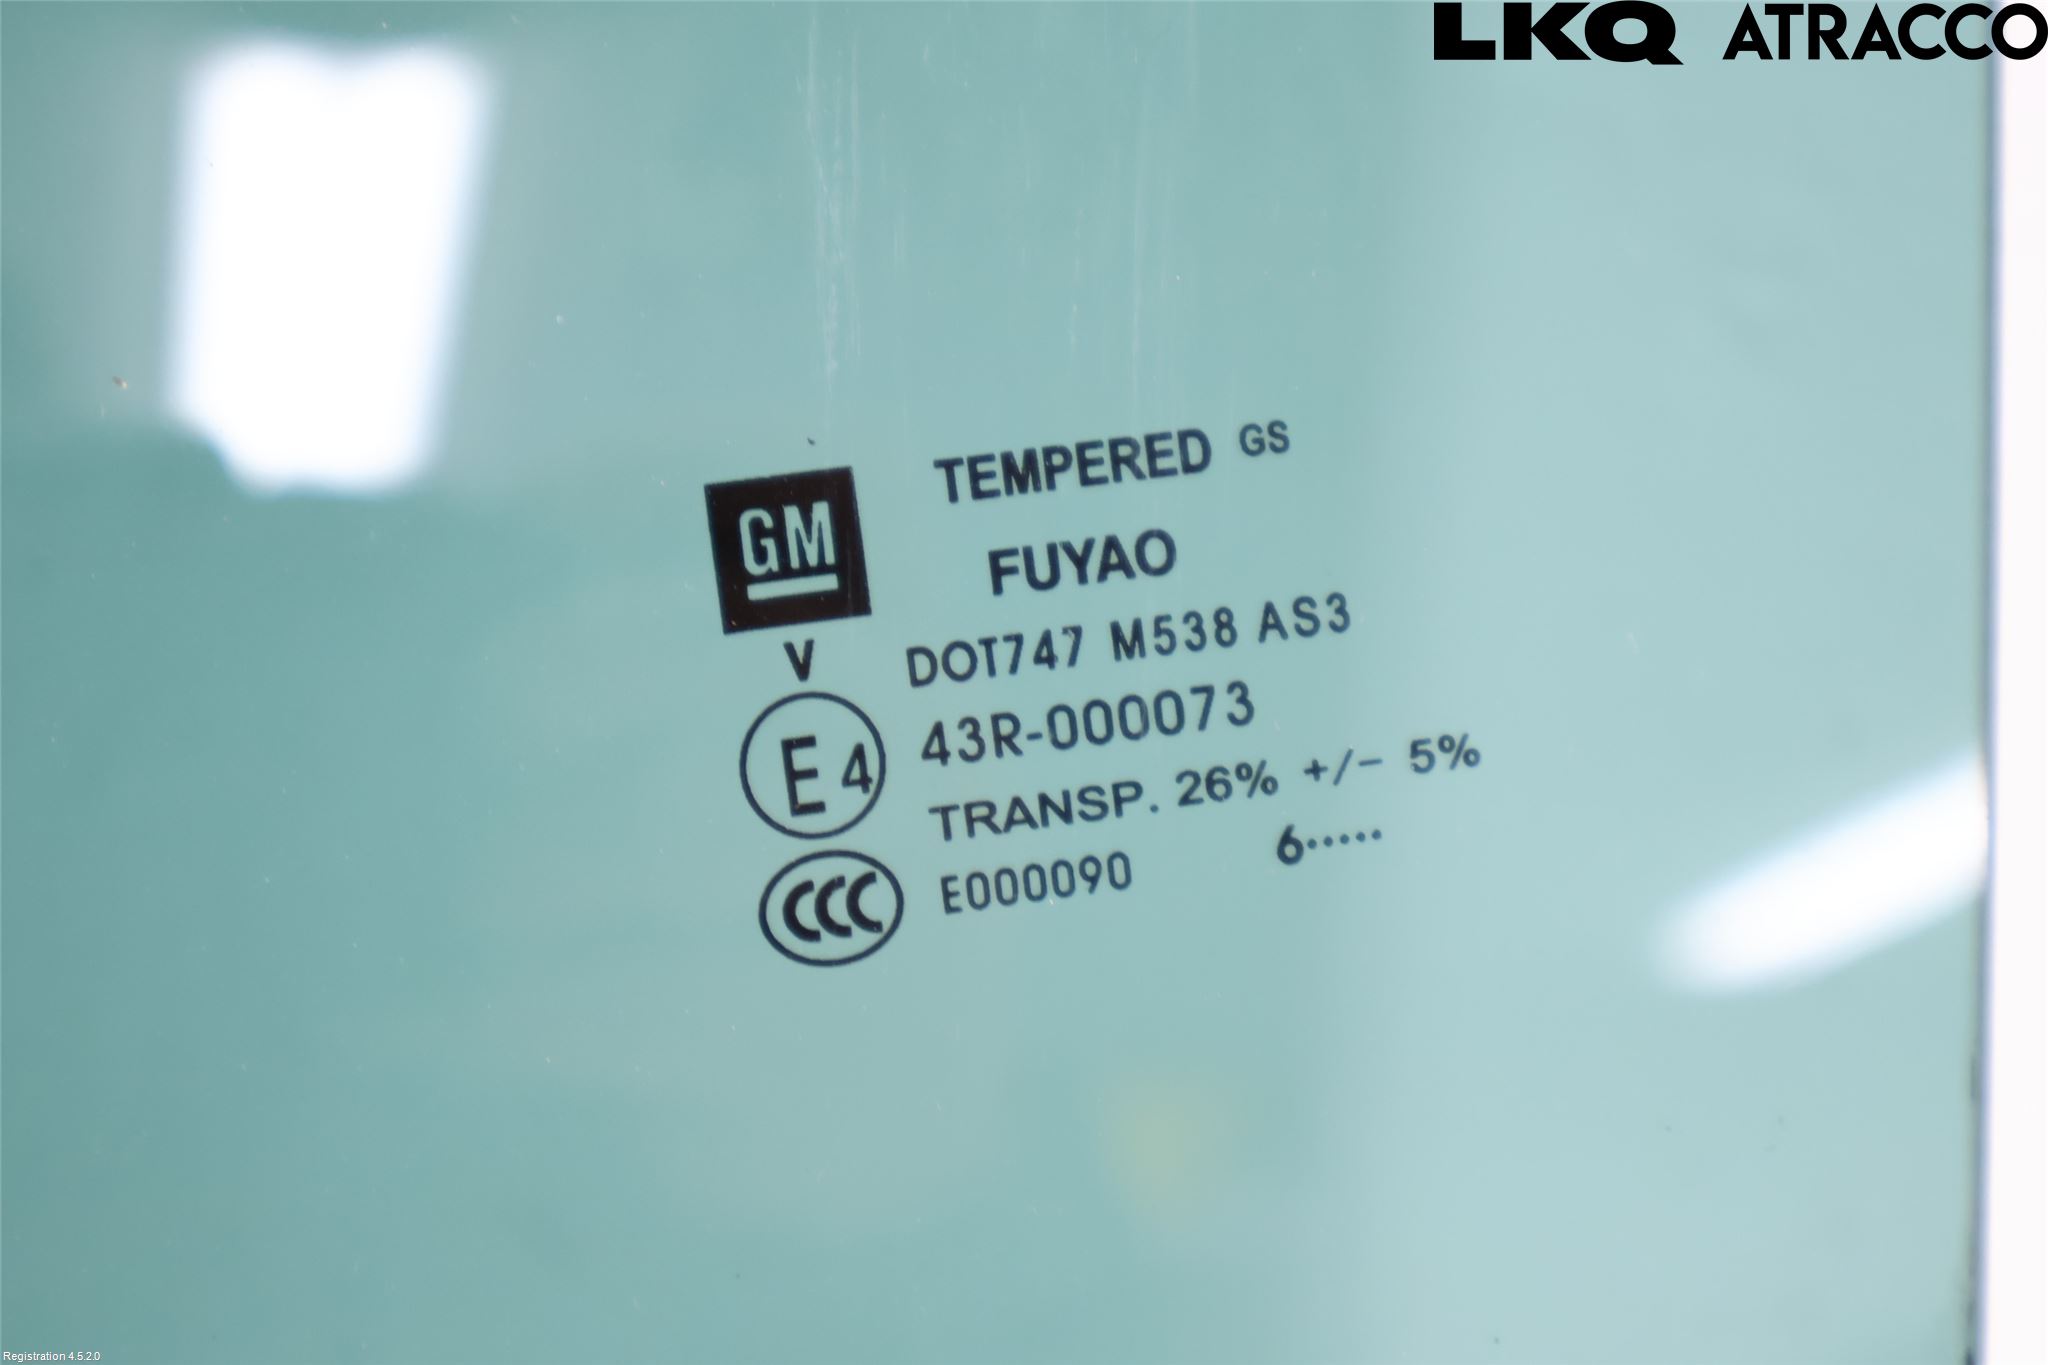 LKQ ATRACCO
TEMPERED GS
GM
FUYAO
V
DOT747 M538 AS3
E4
43R-000073
TRANSP. 26% +/- 5%
6.....
CCC
E000090
Registration 4.5.2.0